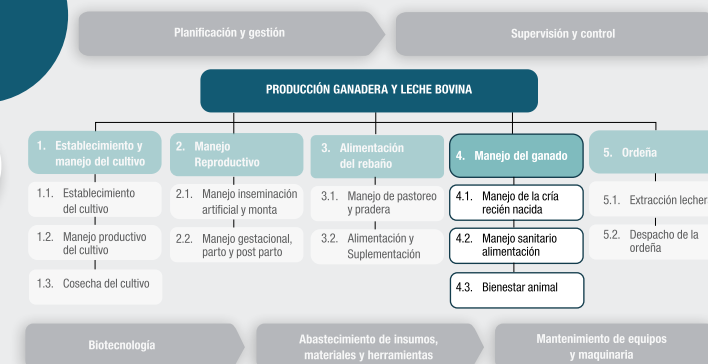 Planificación y gestión
Supervisión y control
PRODUCCIÓN GANADERA Y LECHE BOVINA
1. Establecimiento y
manejo del cultivo
1.1. Establecimiento
del cultivo
1.2. Manejo productivo
del cultivo
1.3. Cosecha del cultivo
2. Manejo
Reproductivo
2.1. Manejo inseminación
artificial y monta
2.2. Manejo gestacional,
parto y post parto
3. Alimentación
del rebaño
3.1. Manejo de pastoreo
y pradera
3.2. Alimentación y
Suplementación
4. Manejo del ganado
4.1. Manejo de la cría
recién nacida
4.2. Manejo sanitario
alimentación
4.3. Bienestar animal
5. Ordeña
5.1. Extracción lecher
5.2. Despacho de la
ordeña
Biotecnología
Abastecimiento de insumos,
materiales y herramientas
Mantenimiento de equipos
y maquinaria